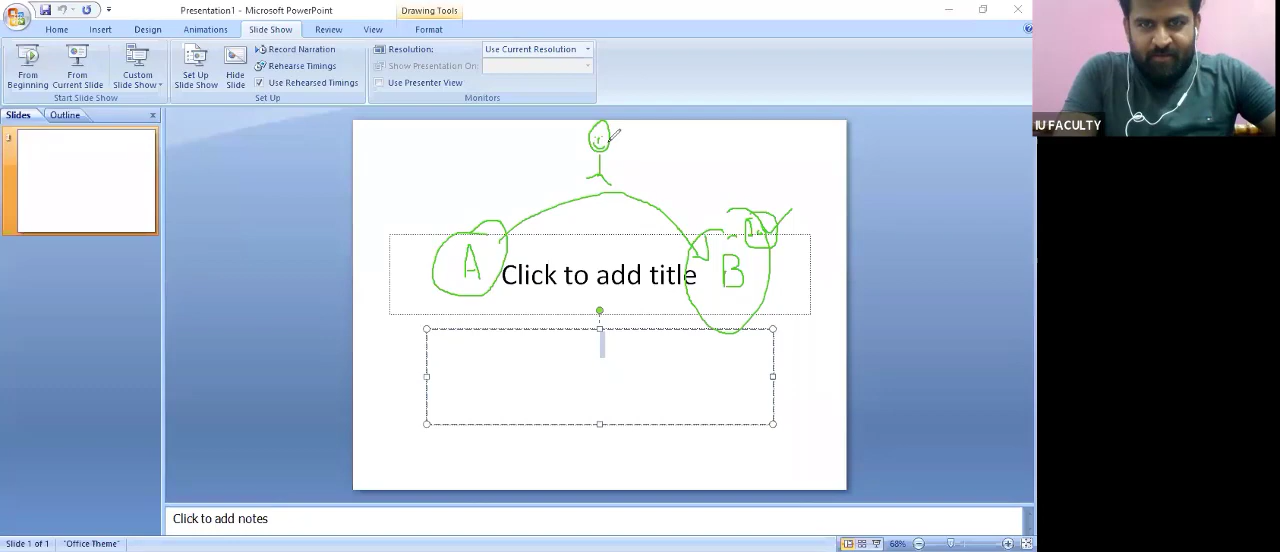 Presentation1 - Microsoft PowerPoint
Drawing Tools
Home Insert Design Animations Slide Show Review View Format
From Beginning
From Current Slide
Custom Slide Show
Start Slide Show
Set Up Slide Show
Hide Slide
Record Narration
Rehearse Timings
Use Rehearsed Timings
Set Up
Resolution: Use Current Resolution
Show Presentation On:
Use Presenter View
Monitors
Slides Outline x
1
A
B
Click to add title
Click to add notes
Slide 1 of 1 "Office Theme" 68%
IU FACULTY